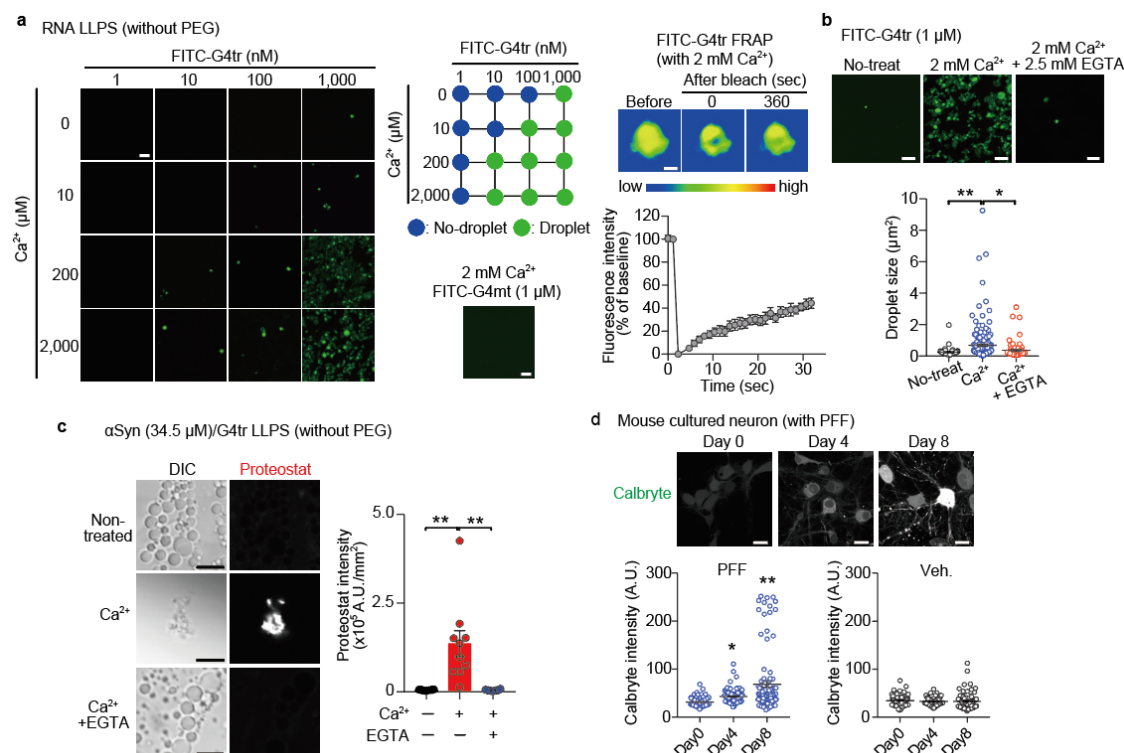 a
RNA LLPS (without PEG)
FITC-G4tr (nM)
1 10 100 1,000
Ca²⁺ (μM)
0
10
200
2,000
FITC-G4tr (nM)
1 10 100 1,000
Ca²⁺ (μM)
0
10
200
2,000
: No-droplet : Droplet
2 mM Ca²⁺
FITC-G4mt (1 μM)
FITC-G4tr FRAP
(with 2 mM Ca²⁺)
After bleach (sec)
Before 0 360
low high
Fluorescence intensity
(% of baseline)
120
100
80
60
40
20
0
0 10 20 30
Time (sec)
b
FITC-G4tr (1 μM)
No-treat
2 mM Ca²⁺
2 mM Ca²⁺
+ 2.5 mM EGTA
Droplet size (μm²)
10
8
6
4
2
0
** *
No-treat
Ca²⁺
Ca²⁺
+ EGTA
c
αSyn (34.5 μM)/G4tr LLPS (without PEG)
DIC Proteostat
Non-
treated
Ca²⁺
Ca²⁺
+EGTA
Proteostat intensity
(x10⁵ A.U./mm²)
5.0
2.5
0
** **
Ca²⁺ – + +
EGTA – – +
d
Mouse cultured neuron (with PFF)
Day 0 Day 4 Day 8
Calbryte
Calbryte intensity (A.U.)
300
200
100
0
PFF
*
**
Day0 Day4 Day8
Calbryte intensity (A.U.)
300
200
100
0
Veh.
Day0 Day4 Day8